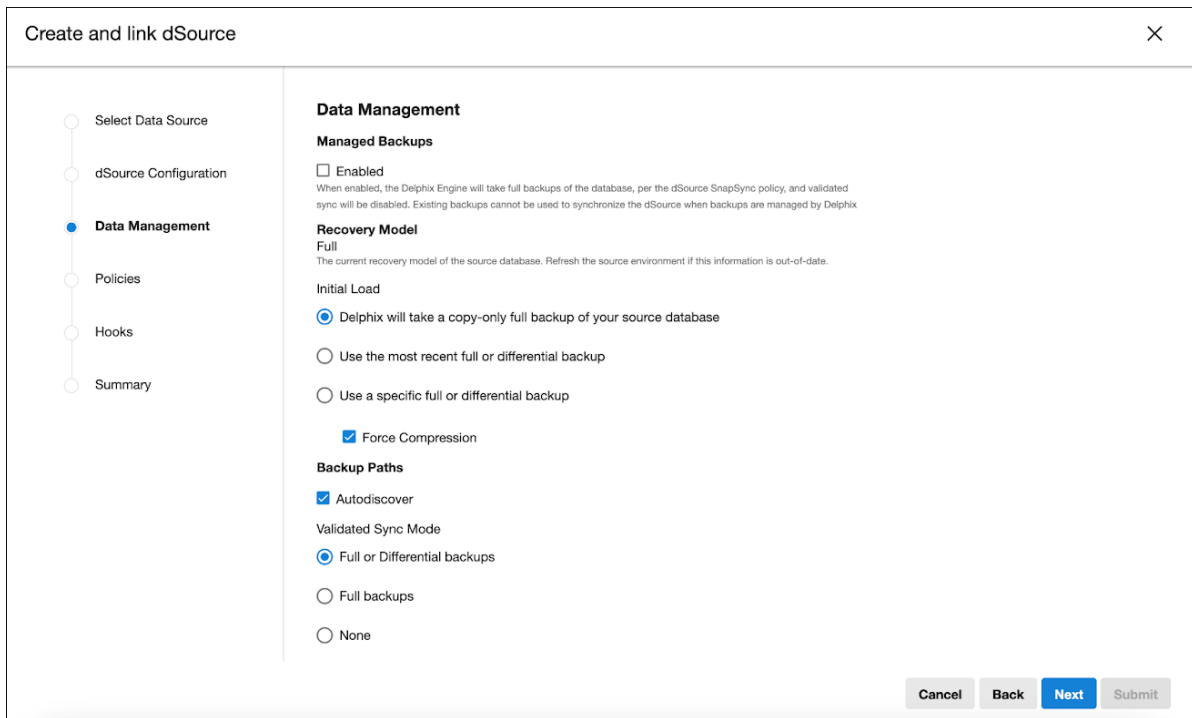 Create and link dSource
Select Data Source
dSource Configuration
Data Management
Policies
Hooks
Summary
Data Management
Managed Backups
Enabled
When enabled, the Delphix Engine will take full backups of the database, per the dSource SnapSync policy, and validated
sync will be disabled. Existing backups cannot be used to synchronize the dSource when backups are managed by Delphix
Recovery Model
Full
The current recovery model of the source database. Refresh the source environment if this information is out-of-date.
Initial Load
Delphix will take a copy-only full backup of your source database
Use the most recent full or differential backup
Use a specific full or differential backup
Force Compression
Backup Paths
Autodiscover
Validated Sync Mode
Full or Differential backups
Full backups
None
Cancel
Back
Next
Submit